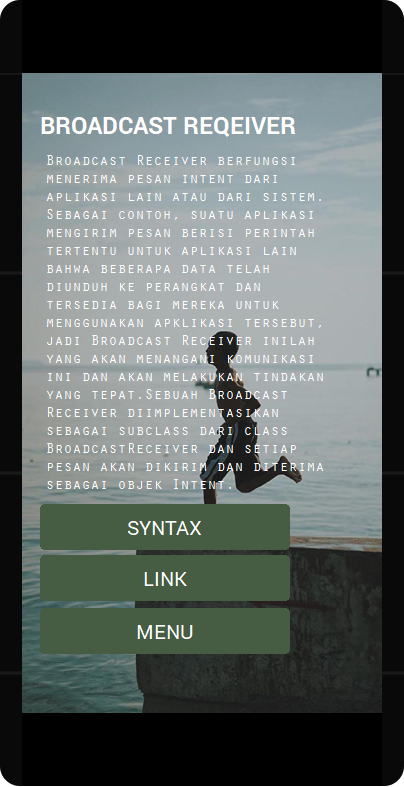 BROADCAST REQEIVER
Broadcast Receiver berfungsi
menerima pesan intent dari
aplikasi lain atau dari sistem.
Sebagai contoh, suatu aplikasi
mengirim pesan berisi perintah
tertentu untuk aplikasi lain
bahwa beberapa data telah
diunduh ke perangkat dan
tersedia bagi mereka untuk
menggunakan apklikasi tersebut,
jadi Broadcast Receiver inilah
yang akan menangani komunikasi
ini dan akan melakukan tindakan
yang tepat.Sebuah Broadcast
Receiver diimplementasikan
sebagai subclass dari class
BroadcastReceiver dan setiap
pesan akan dikirim dan diterima
sebagai objek Intent.
SYNTAX
LINK
MENU